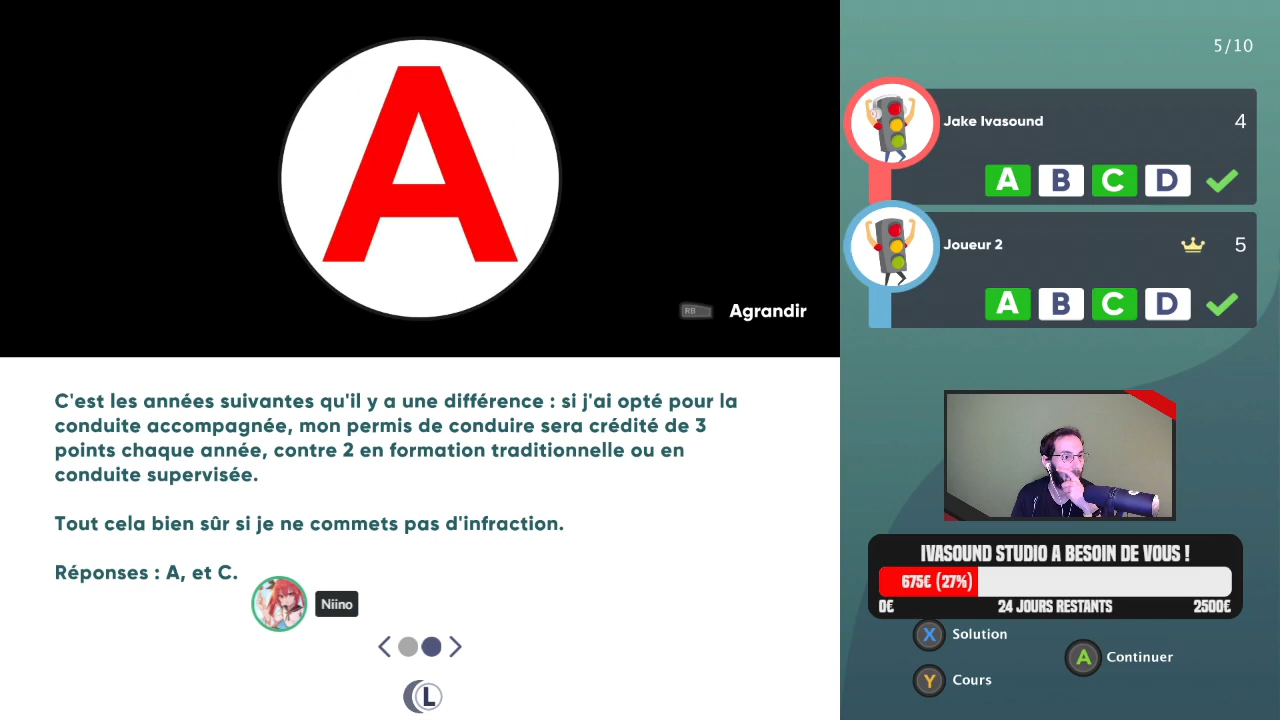 A
RB Agrandir
C'est les années suivantes qu'il y a une différence : si j'ai opté pour la
conduite accompagnée, mon permis de conduire sera crédité de 3
points chaque année, contre 2 en formation traditionnelle ou en
conduite supervisée.
Tout cela bien sûr si je ne commets pas d'infraction.
Réponses : A, et C.
Niino
L
5/10
Jake Ivasound 4
A B C D
Joueur 2 5
A B C D
IVASOUND STUDIO A BESOIN DE VOUS !
675€ (27%)
0€ 24 JOURS RESTANTS 2500€
X Solution
A Continuer
Y Cours